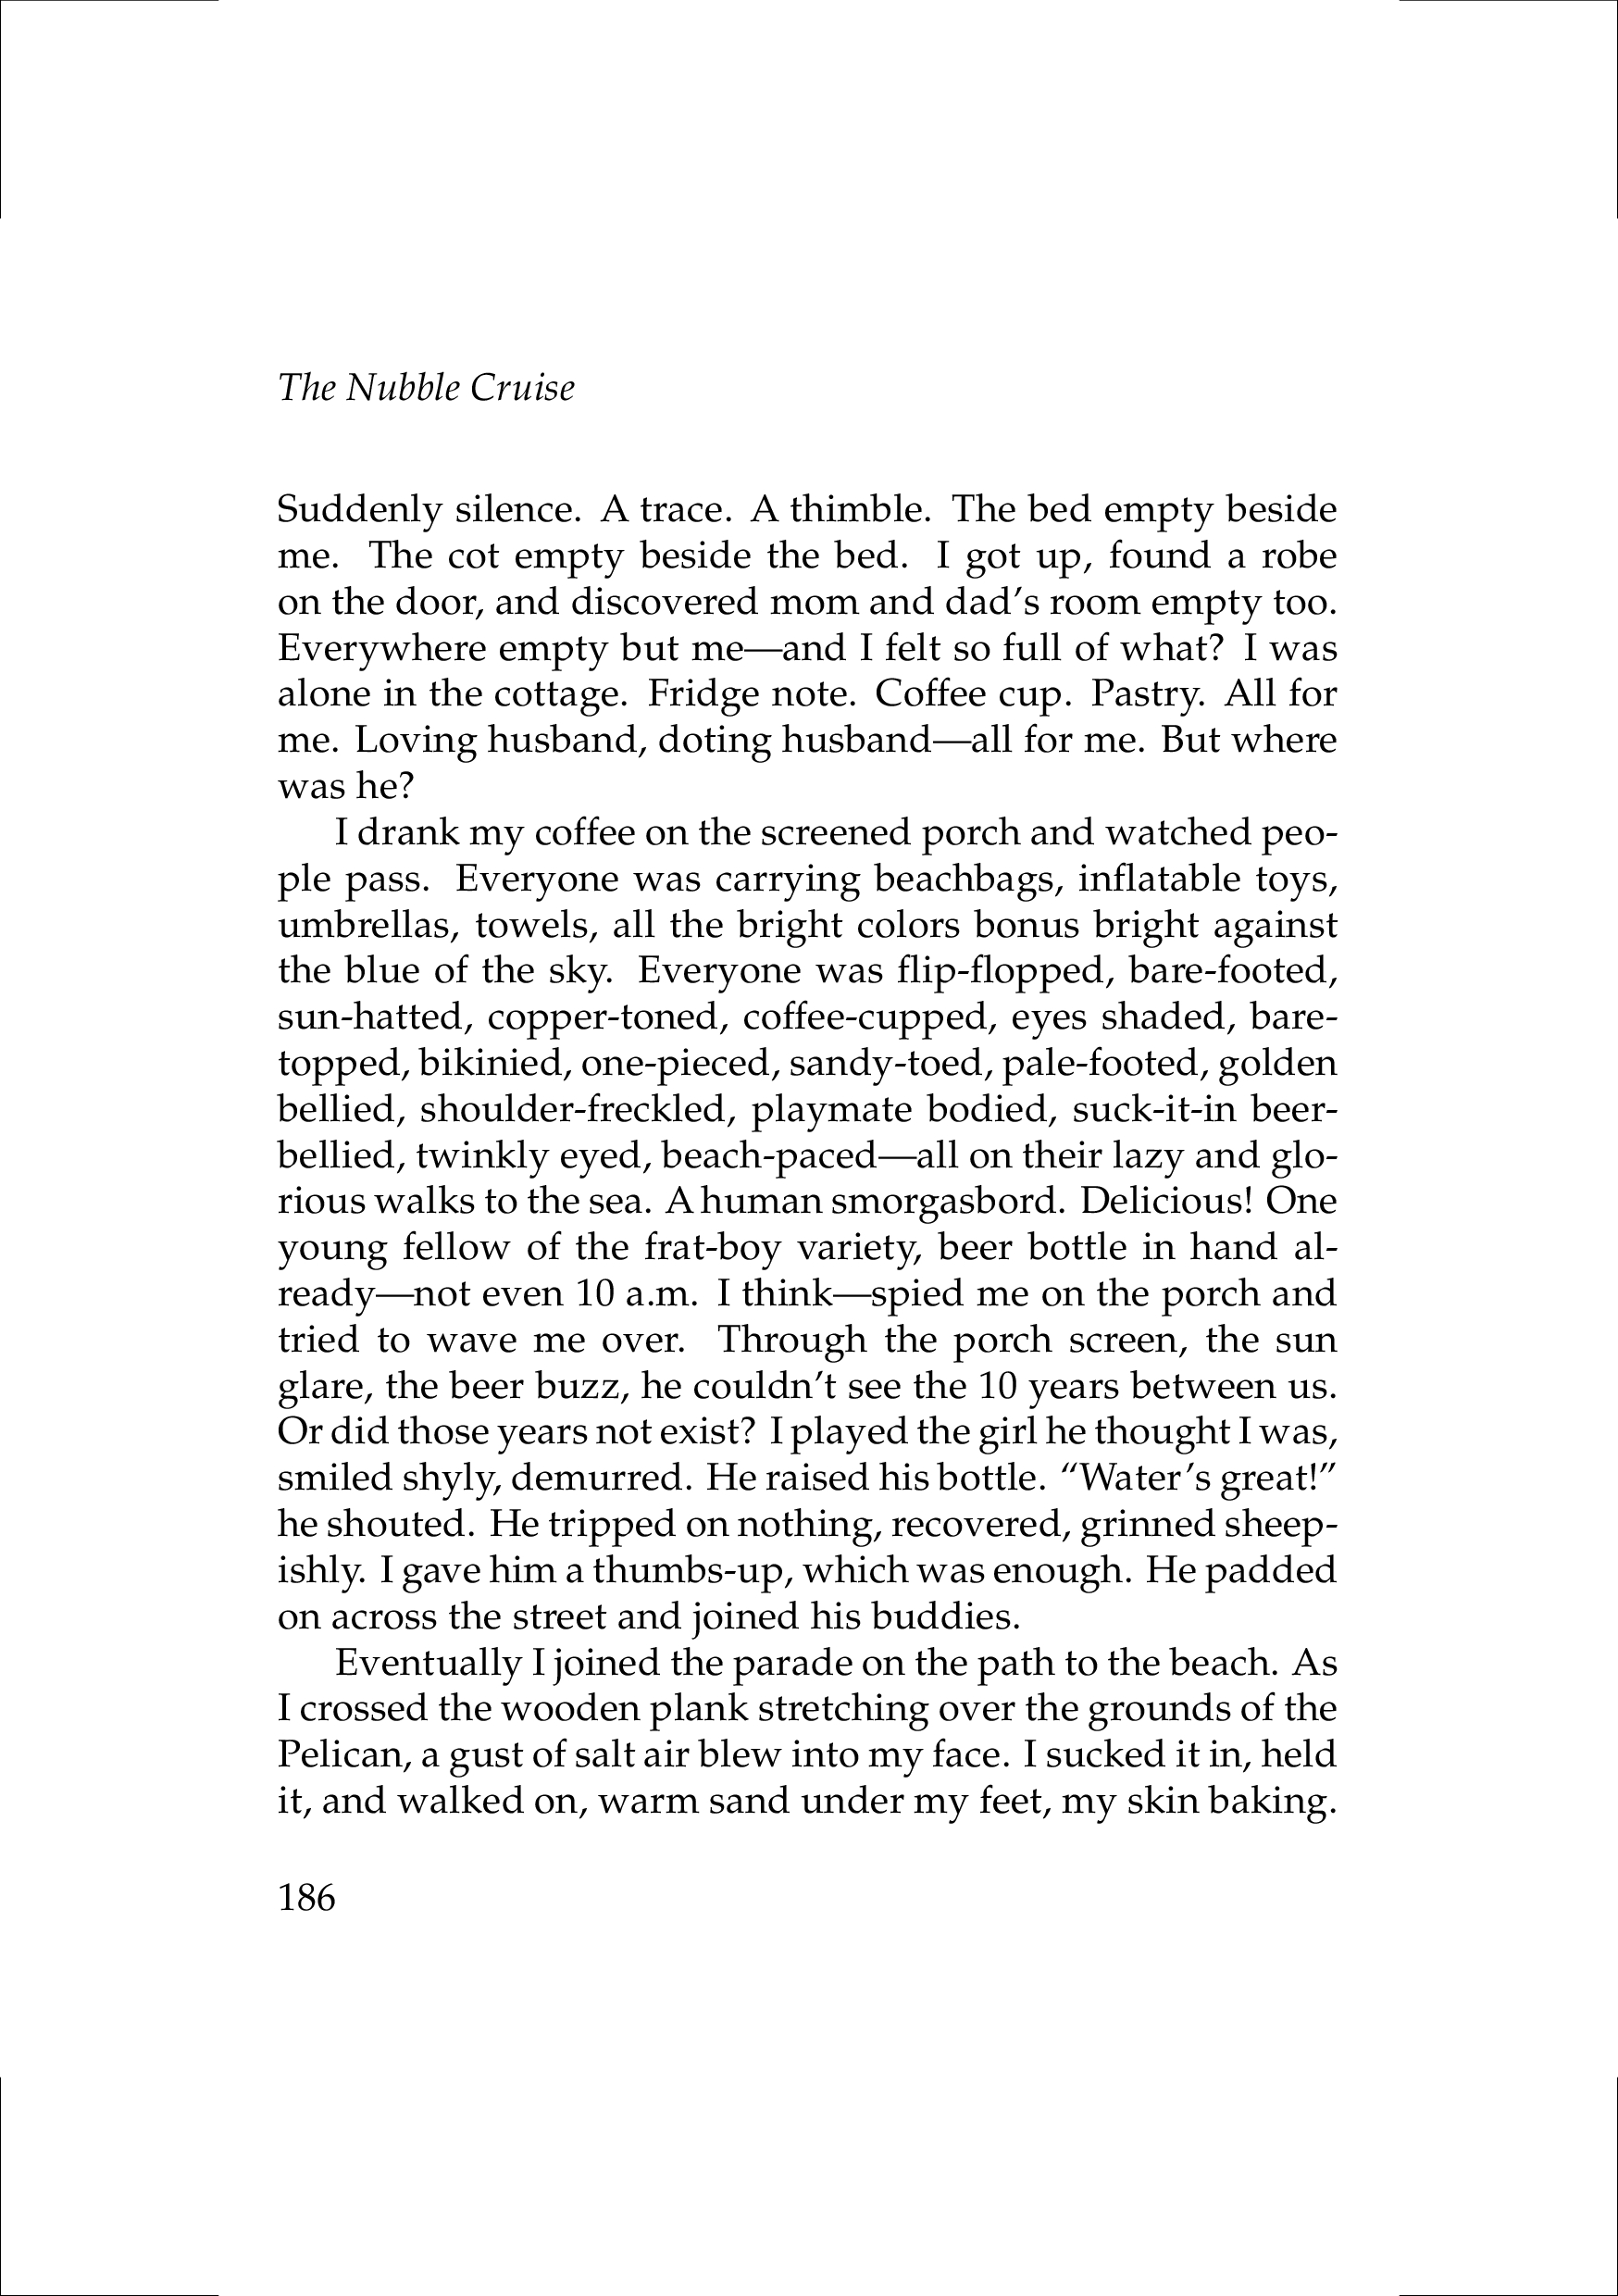 The Nubble Cruise
Suddenly silence. A trace. A thimble. The bed empty beside
me. The cot empty beside the bed. I got up, found a robe
on the door, and discovered mom and dad’s room empty too.
Everywhere empty but me—and I felt so full of what? I was
alone in the cottage. Fridge note. Coffee cup. Pastry. All for
me. Loving husband, doting husband—all for me. But where
was he?
I drank my coffee on the screened porch and watched peo-
ple pass. Everyone was carrying beachbags, inflatable toys,
umbrellas, towels, all the bright colors bonus bright against
the blue of the sky. Everyone was flip-flopped, bare-footed,
sun-hatted, copper-toned, coffee-cupped, eyes shaded, bare-
topped, bikinied, one-pieced, sandy-toed, pale-footed, golden
bellied, shoulder-freckled, playmate bodied, suck-it-in beer-
bellied, twinkly eyed, beach-paced—all on their lazy and glo-
rious walks to the sea. A human smorgasbord. Delicious! One
young fellow of the frat-boy variety, beer bottle in hand al-
ready—not even 10 a.m. I think—spied me on the porch and
tried to wave me over. Through the porch screen, the sun
glare, the beer buzz, he couldn’t see the 10 years between us.
Or did those years not exist? I played the girl he thought I was,
smiled shyly, demurred. He raised his bottle. “Water’s great!”
he shouted. He tripped on nothing, recovered, grinned sheep-
ishly. I gave him a thumbs-up, which was enough. He padded
on across the street and joined his buddies.
Eventually I joined the parade on the path to the beach. As
I crossed the wooden plank stretching over the grounds of the
Pelican, a gust of salt air blew into my face. I sucked it in, held
it, and walked on, warm sand under my feet, my skin baking.
186